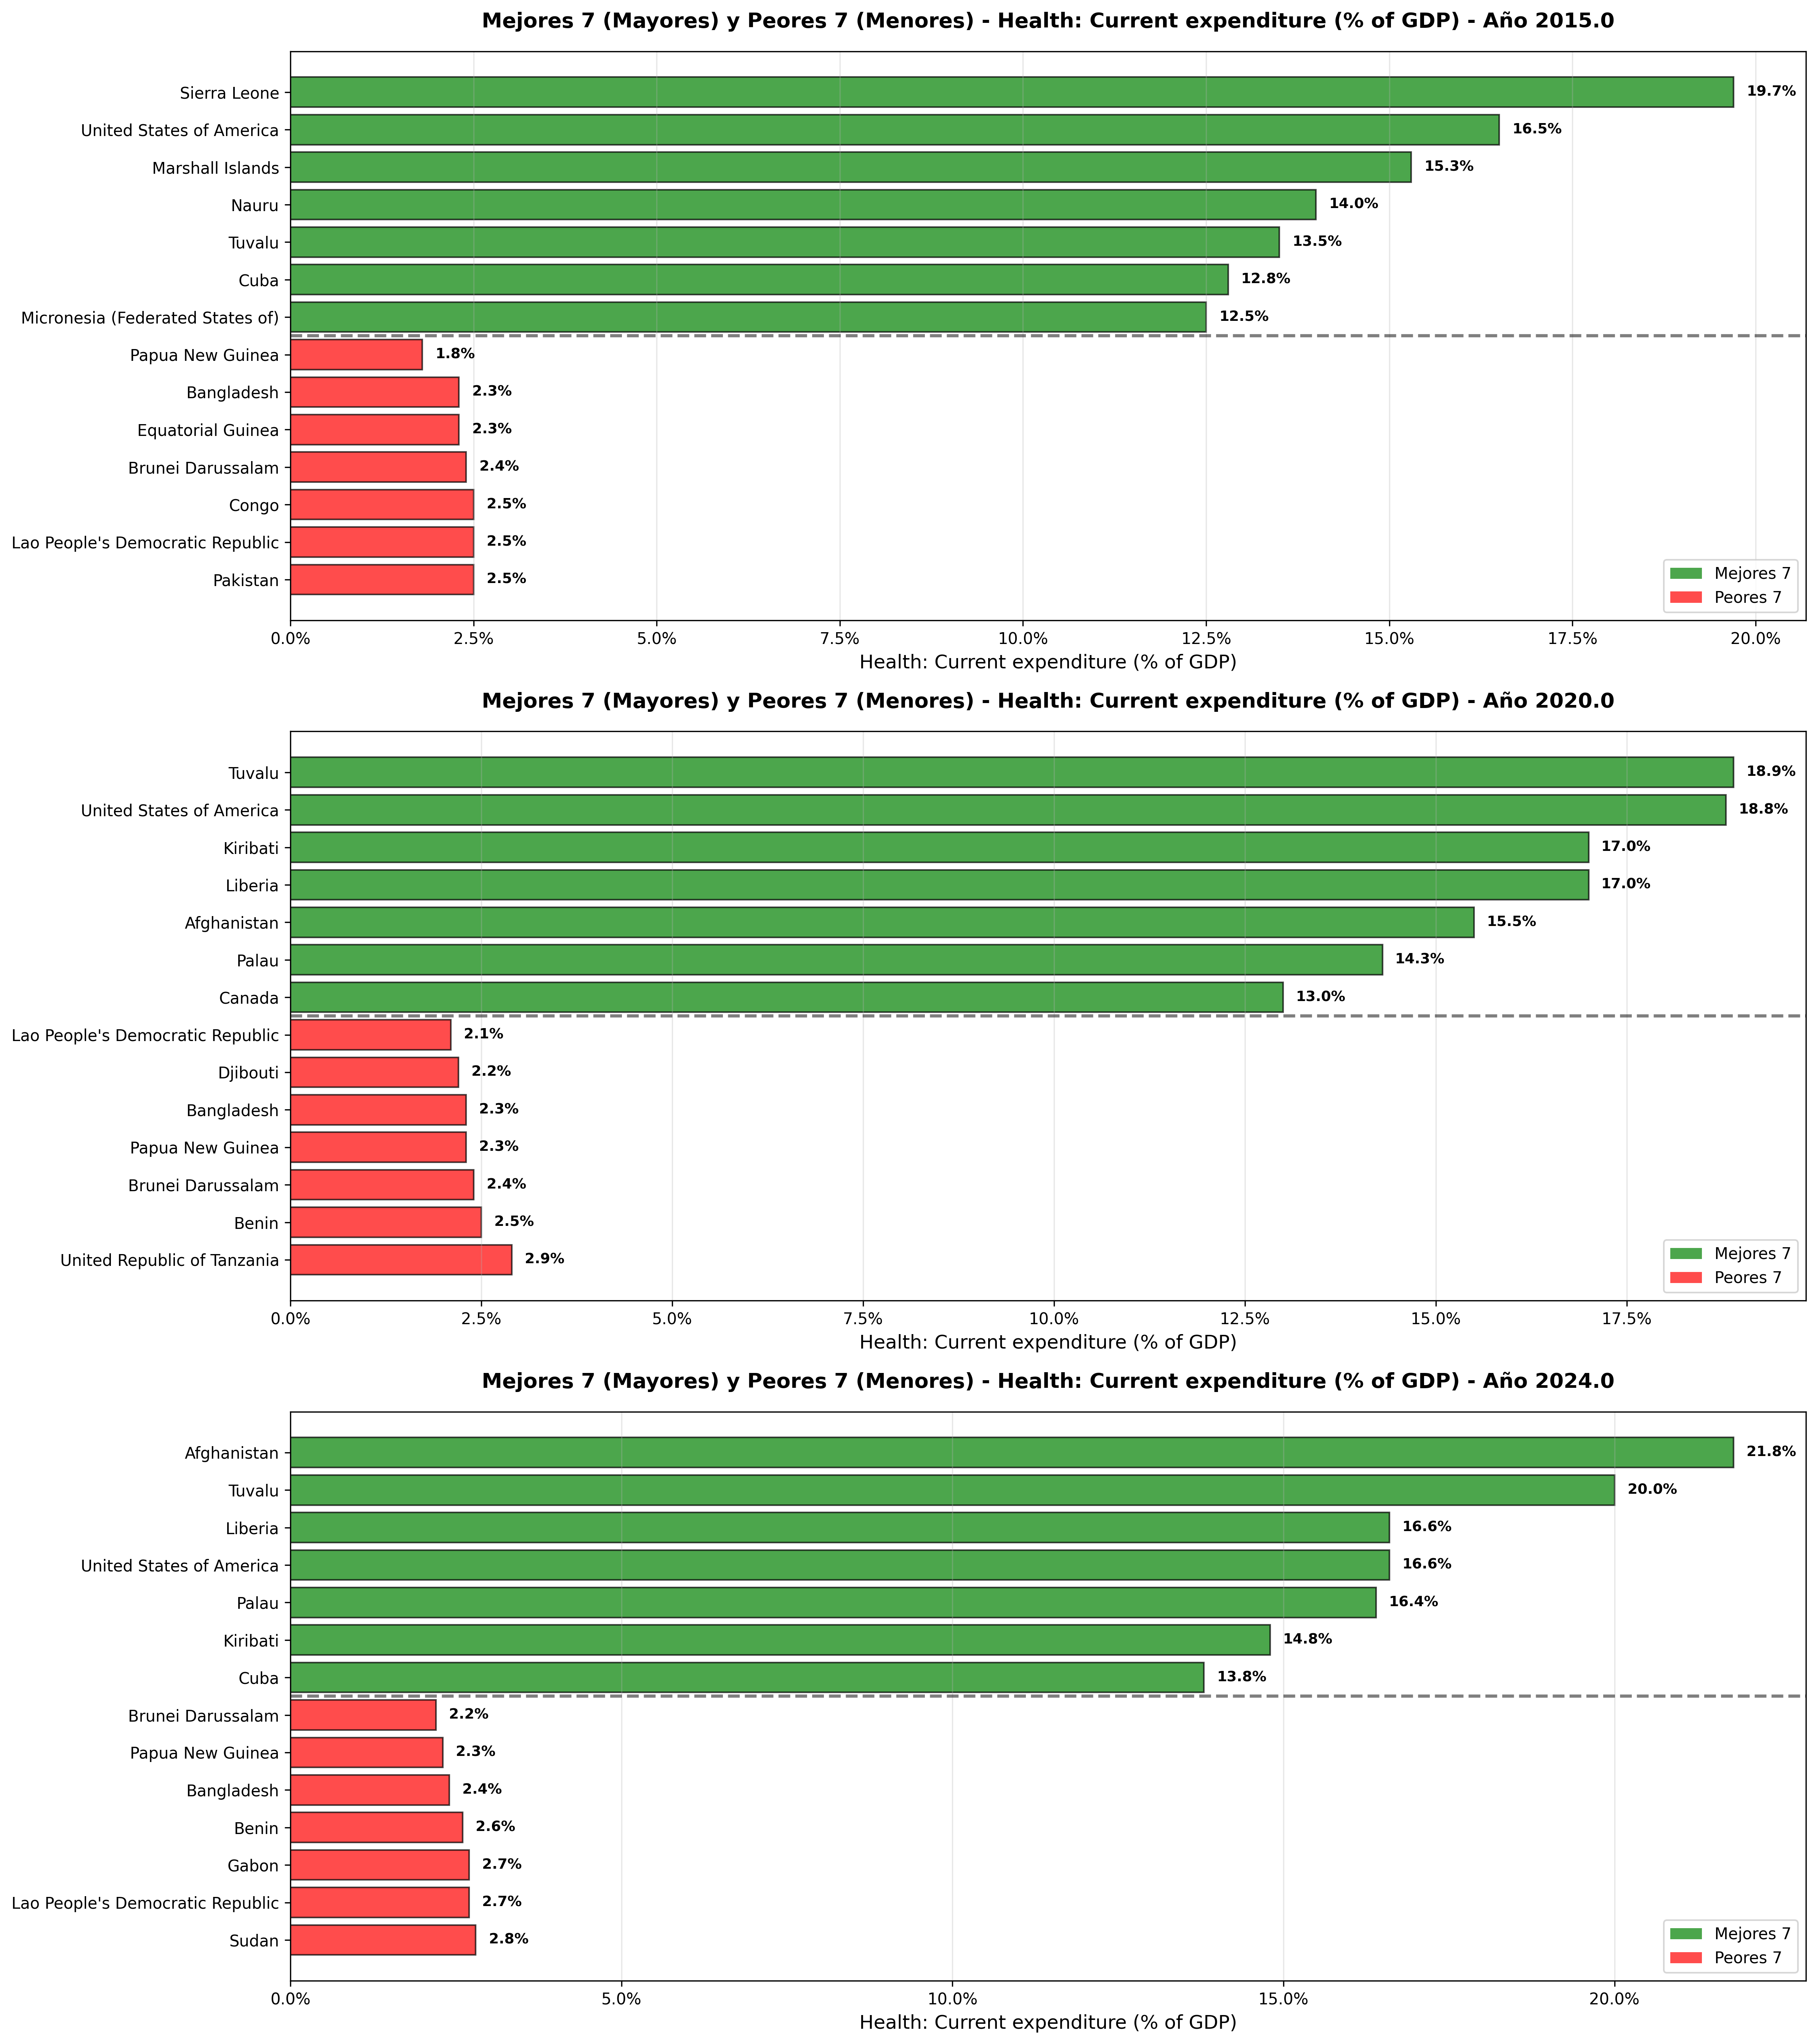 Mejores 7 (Mayores) y Peores 7 (Menores) - Health: Current expenditure (% of GDP) - Año 2015.0
Sierra Leone 19.7%
United States of America 16.5%
Marshall Islands 15.3%
Nauru 14.0%
Tuvalu 13.5%
Cuba 12.8%
Micronesia (Federated States of) 12.5%
Papua New Guinea 1.8%
Bangladesh 2.3%
Equatorial Guinea 2.3%
Brunei Darussalam 2.4%
Congo 2.5%
Lao People's Democratic Republic 2.5%
Pakistan 2.5%
Mejores 7
Peores 7
0.0% 2.5% 5.0% 7.5% 10.0% 12.5% 15.0% 17.5% 20.0%
Health: Current expenditure (% of GDP)
Mejores 7 (Mayores) y Peores 7 (Menores) - Health: Current expenditure (% of GDP) - Año 2020.0
Tuvalu 18.9%
United States of America 18.8%
Kiribati 17.0%
Liberia 17.0%
Afghanistan 15.5%
Palau 14.3%
Canada 13.0%
Lao People's Democratic Republic 2.1%
Djibouti 2.2%
Bangladesh 2.3%
Papua New Guinea 2.3%
Brunei Darussalam 2.4%
Benin 2.5%
United Republic of Tanzania 2.9%
Mejores 7
Peores 7
0.0% 2.5% 5.0% 7.5% 10.0% 12.5% 15.0% 17.5%
Health: Current expenditure (% of GDP)
Mejores 7 (Mayores) y Peores 7 (Menores) - Health: Current expenditure (% of GDP) - Año 2024.0
Afghanistan 21.8%
Tuvalu 20.0%
Liberia 16.6%
United States of America 16.6%
Palau 16.4%
Kiribati 14.8%
Cuba 13.8%
Brunei Darussalam 2.2%
Papua New Guinea 2.3%
Bangladesh 2.4%
Benin 2.6%
Gabon 2.7%
Lao People's Democratic Republic 2.7%
Sudan 2.8%
Mejores 7
Peores 7
0.0% 5.0% 10.0% 15.0% 20.0%
Health: Current expenditure (% of GDP)